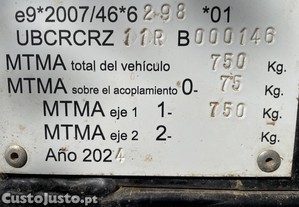 e9*2007/46*6298 *01
UBCRCRZ 11R B000146
MTMA total del vehículo 750 Kg.
MTMA sobre el acoplamiento 0- 75 Kg.
MTMA eje 1 1- 750 Kg.
MTMA eje 2 2- Kg.
Año 2024
CustoJusto.pt